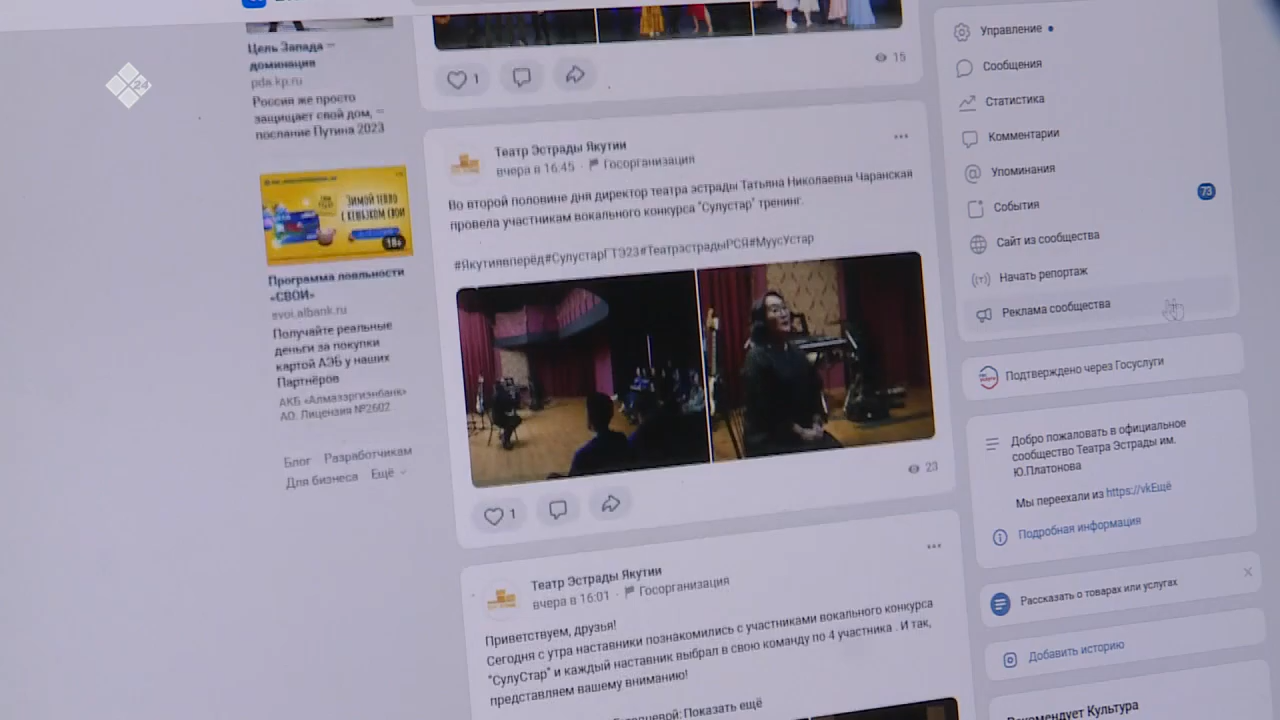 24
Цель Запада –
доминация
pda.kp.ru
Россия же просто
защищает свой дом, –
послание Путина 2023
ЗИМОЙ ТЕПЛО
18+
Программа лояльности
«СВОИ»
svoi.albank.ru
Получайте реальные
деньги за покупки
картой АЭБ у наших
Партнёров
АКБ «Алмазэргиэнбанк»
АО. Лицензия №2602
Блог Разработчикам
Для бизнеса Ещё
1
15
Театр Эстрады Якутии
вчера в 16:45 · Госорганизация
Во второй половине дня директор театра эстрады Татьяна Николаевна Чаранская
провела участникам вокального конкурса "Сулустар" тренинг.
#Якутиявперёд#СулустарГТЭ23#ТеатрэстрадыРСЯ#МуусУстар
1
23
Театр Эстрады Якутии
вчера в 16:01 · Госорганизация
Приветствуем, друзья!
Сегодня с утра наставники познакомились с участниками вокального конкурса
"СулуСтар" и каждый наставник выбрал в свою команду по 4 участника . И так,
представляем вашему вниманию!
Показать ещё
Управление
Сообщения
Статистика
Комментарии
Упоминания
События
73
Сайт из сообщества
Начать репортаж
Реклама сообщества
Подтверждено через Госуслуги
Добро пожаловать в официальное
сообщество Театра Эстрады им.
Ю.Платонова
Мы переехали из https://vkЕщё
Подробная информация
Рассказать о товарах или услугах
Добавить историю
Культура